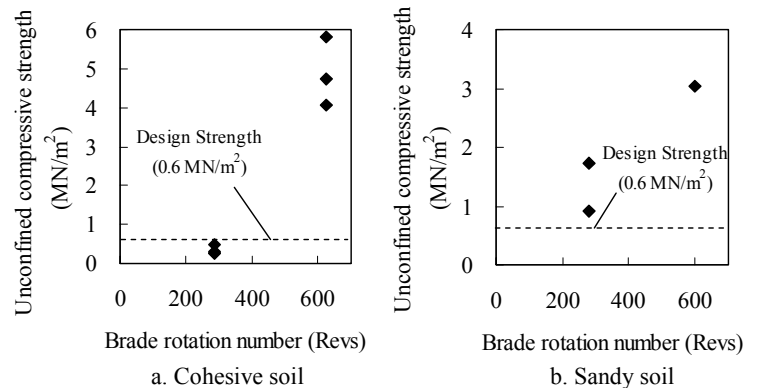 Unconfined compressive strength
(MN/m²)
6
5
4
3
2
1
0
Design Strength
(0.6 MN/m²)
0 200 400 600
Brade rotation number (Revs)
a. Cohesive soil
Unconfined compressive strength
(MN/m²)
4
3
2
1
0
Design Strength
(0.6 MN/m²)
0 200 400 600
Brade rotation number (Revs)
b. Sandy soil